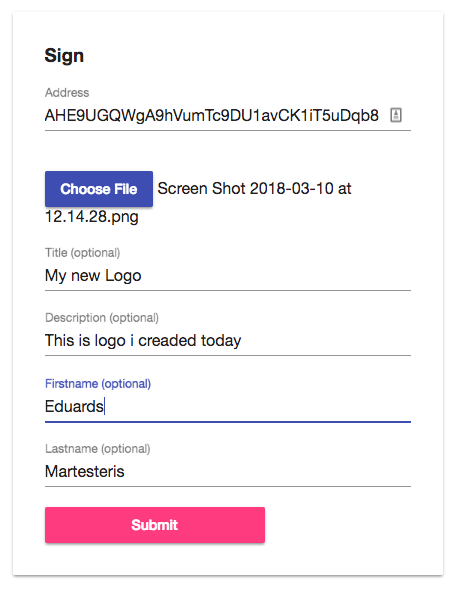 Sign
Address
AHE9UGQWgA9hVumTc9DU1avCK1iT5uDqb8
Choose File Screen Shot 2018-03-10 at
12.14.28.png
Title (optional)
My new Logo
Description (optional)
This is logo i creaded today
Firstname (optional)
Eduards
Lastname (optional)
Martesteris
Submit